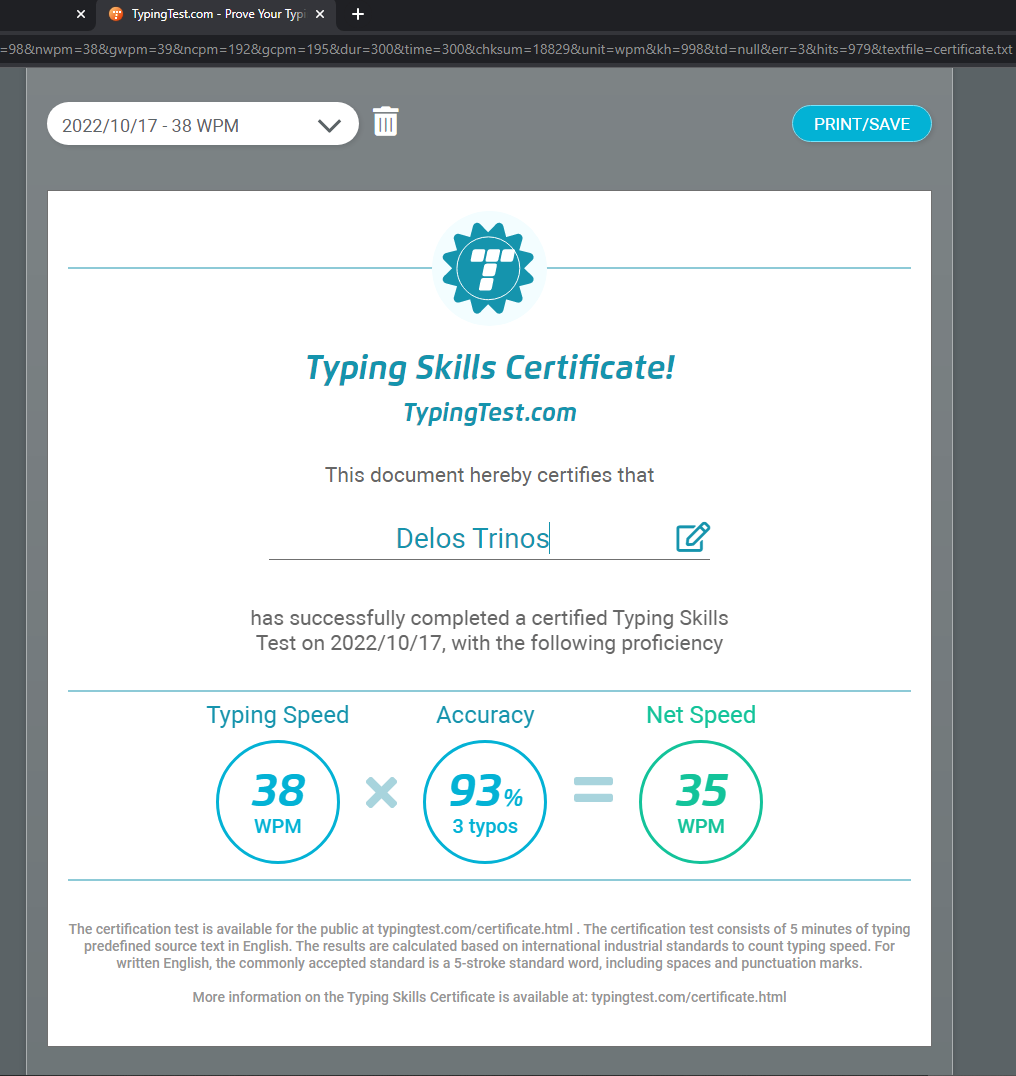 TypingTest.com - Prove Your Typi
=98&nwpm=38&gwpm=39&ncpm=192&gcpm=195&dur=300&time=300&chksum=18829&unit=wpm&kh=998&td=null&err=3&hits=979&textfile=certificate.txt
2022/10/17 - 38 WPM
PRINT/SAVE
Typing Skills Certificate!
TypingTest.com
This document hereby certifies that
Delos Trinos
has successfully completed a certified Typing Skills
Test on 2022/10/17, with the following proficiency
Typing Speed Accuracy Net Speed
38 × 93% = 35
WPM 3 typos WPM
The certification test is available for the public at typingtest.com/certificate.html . The certification test consists of 5 minutes of typing
predefined source text in English. The results are calculated based on international industrial standards to count typing speed. For
written English, the commonly accepted standard is a 5-stroke standard word, including spaces and punctuation marks.
More information on the Typing Skills Certificate is available at: typingtest.com/certificate.html